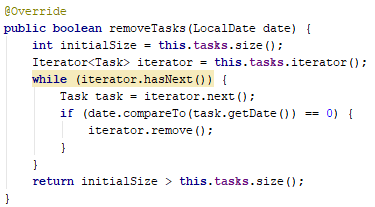 @Override
public boolean removeTasks(LocalDate date) {
    int initialSize = this.tasks.size();
    Iterator<Task> iterator = this.tasks.iterator();
    while (iterator.hasNext()) {
        Task task = iterator.next();
        if (date.compareTo(task.getDate()) == 0) {
            iterator.remove();
        }
    }
    return initialSize > this.tasks.size();
}